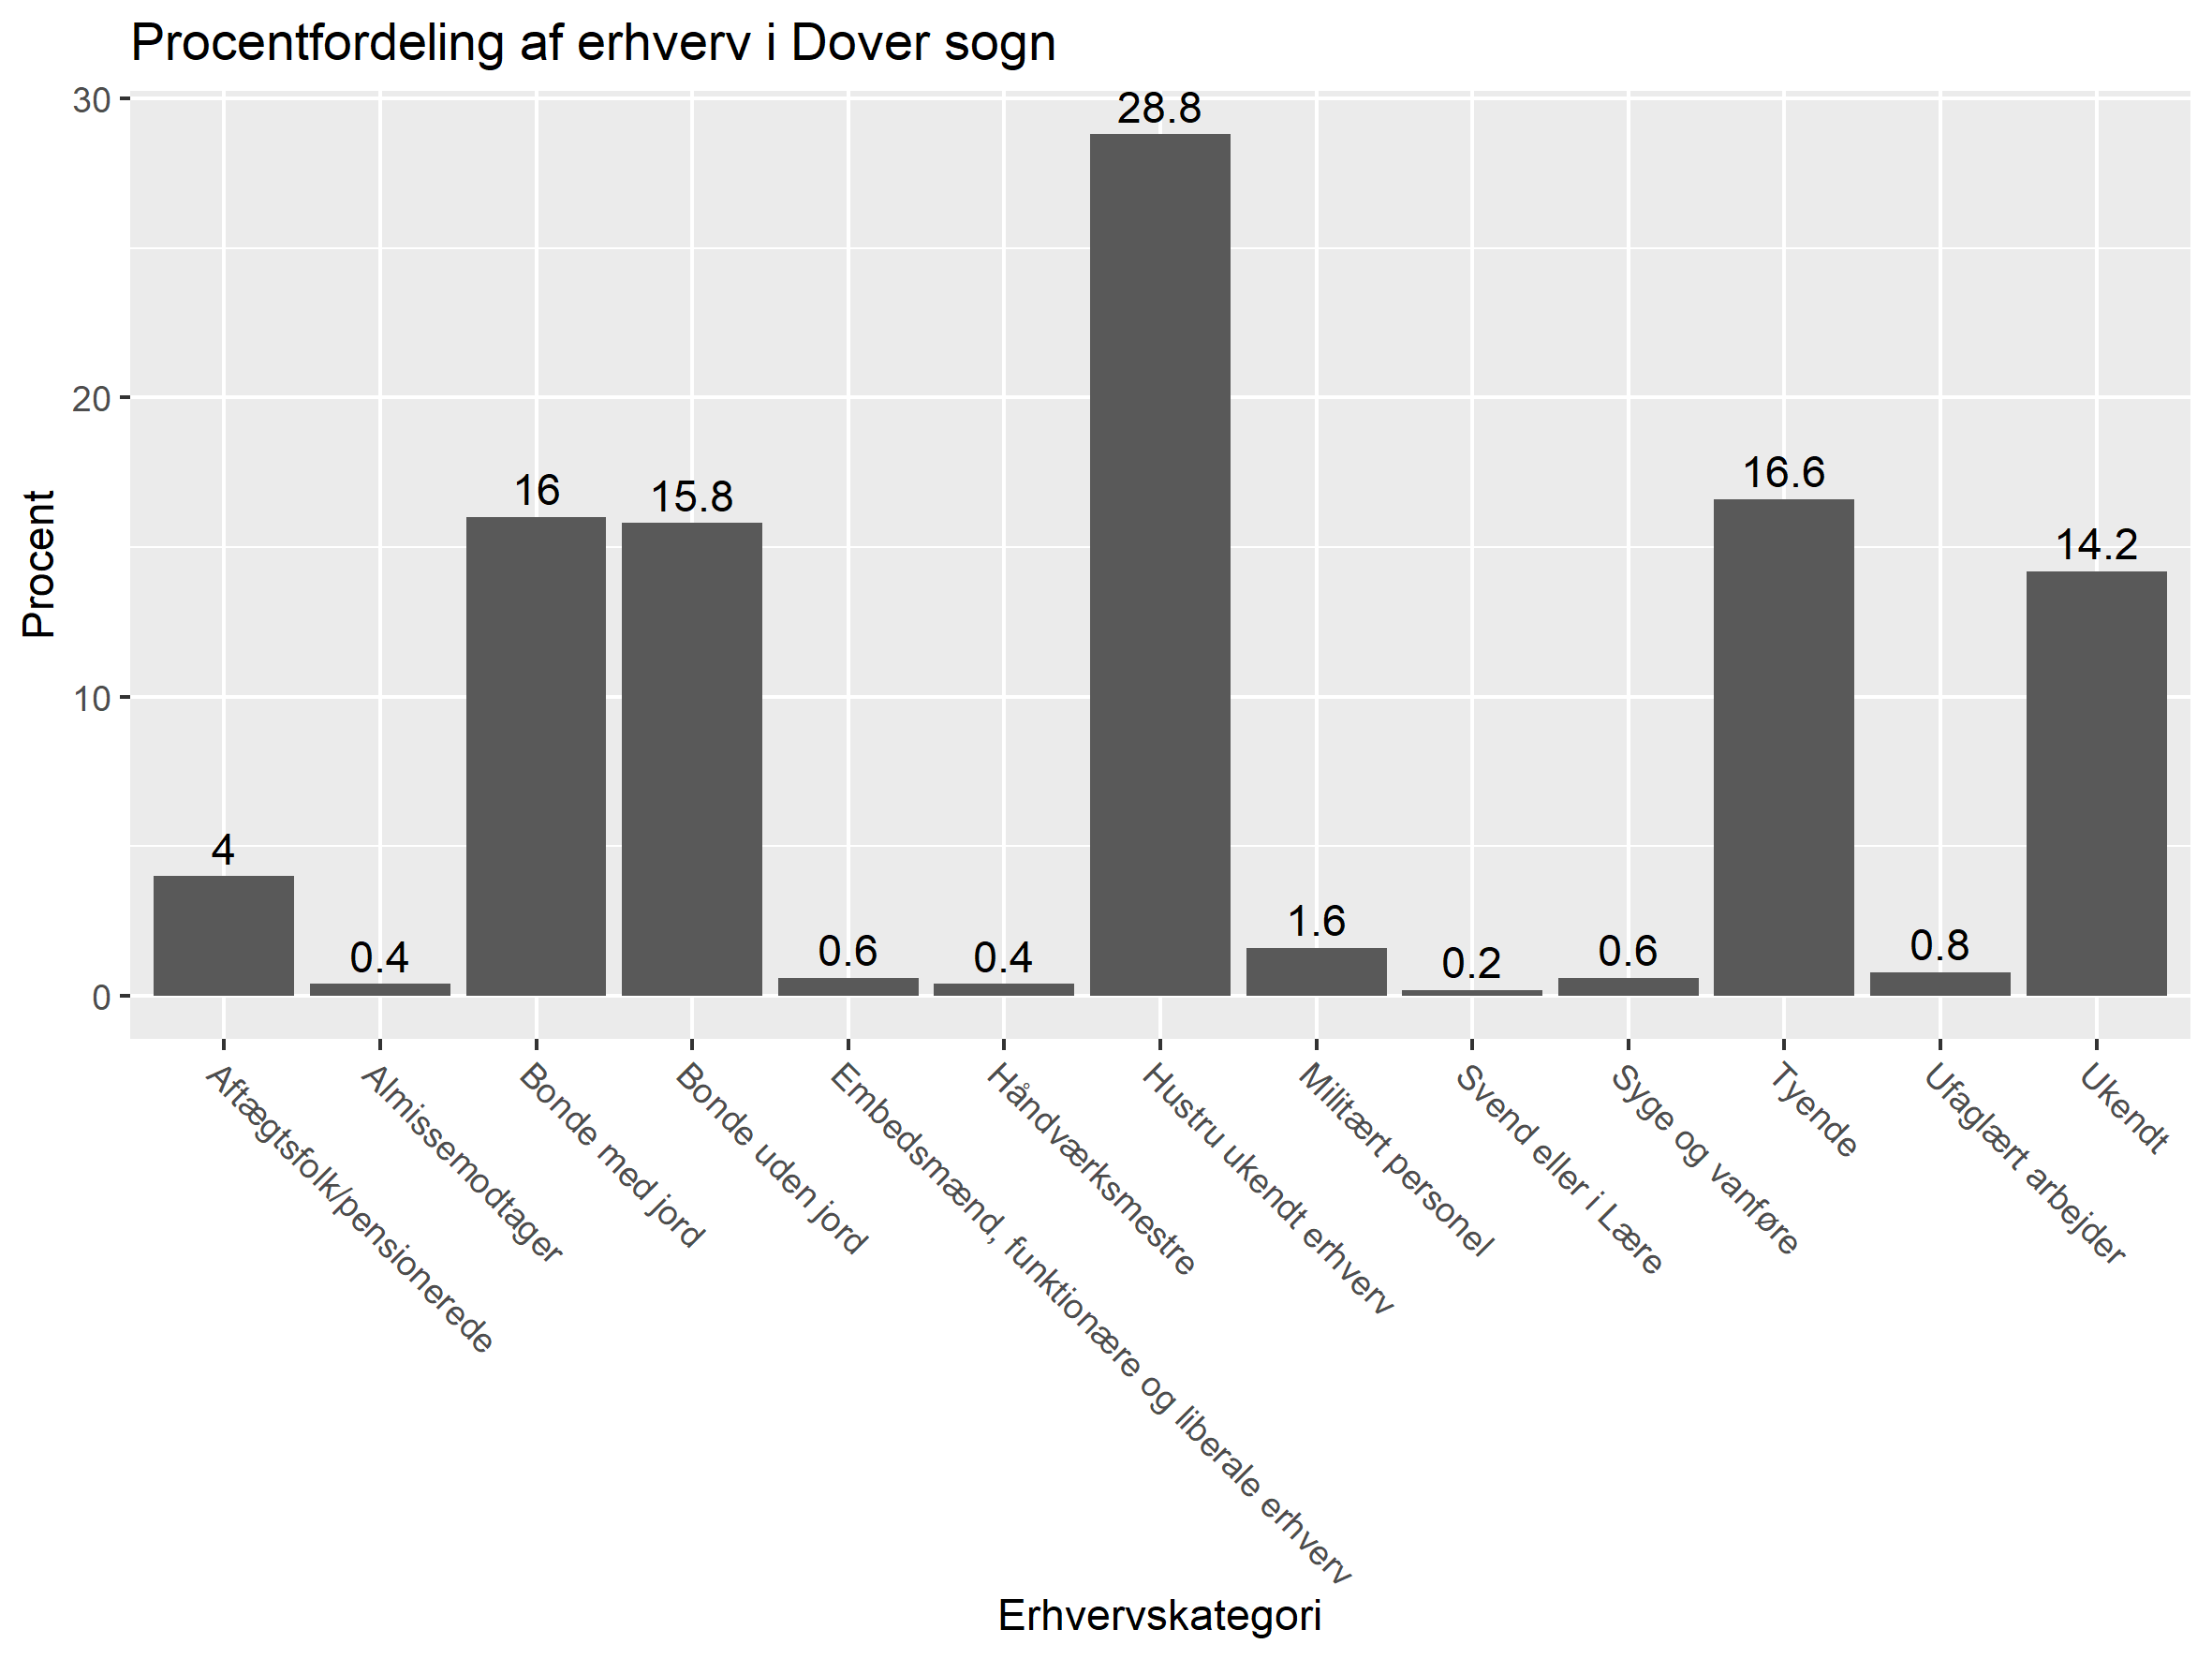 Procentfordeling af erhverv i Dover sogn
Procent
30
20
10
0
4
0.4
16
15.8
0.6
0.4
28.8
1.6
0.2
0.6
16.6
0.8
14.2
Aftægtsfolk/pensionerede
Almissemodtager
Bonde med jord
Bonde uden jord
Embedsmænd, funktionære og liberale erhverv
Håndværksmestre
Hustru ukendt erhverv
Militært personel
Svend eller i Lære
Syge og vanføre
Tyende
Ufaglært arbejder
Ukendt
Erhvervskategori